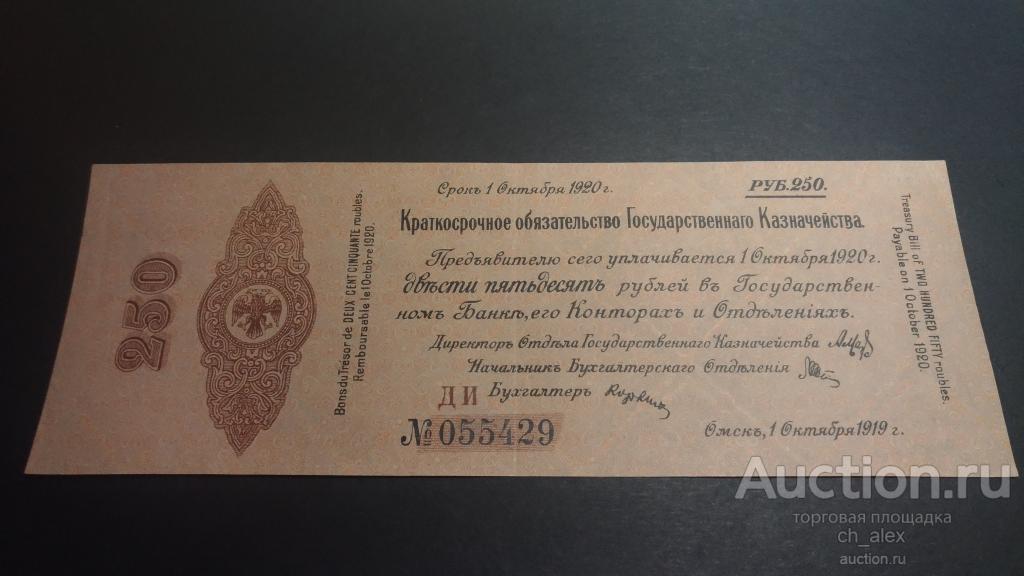 250
Bons du Trésor de DEUX CENT CINQUANTE roubles.
Remboursable le 1 Octobre 1920.
Срокъ 1 Октября 1920 г.
РУБ. 250.
Краткосрочное обязательство Государственнаго Казначейства.
Предъявителю сего уплачивается 1 Октября 1920 г.
двѣсти пятьдесятъ рублей въ Государствен-
номъ Банкѣ, его Конторахъ и Отдѣленіяхъ.
Директоръ Отдѣла Государственнаго Казначейства
Начальникъ Бухгалтерскаго Отдѣленія
ДИ Бухгалтеръ
№ 055429
Омскъ, 1 Октября 1919 г.
Treasury Bill of TWO HINDRED FIFTY roubles.
Payable on 1 October 1920.
Auction.ru
торговая площадка
ch_alex
auction.ru